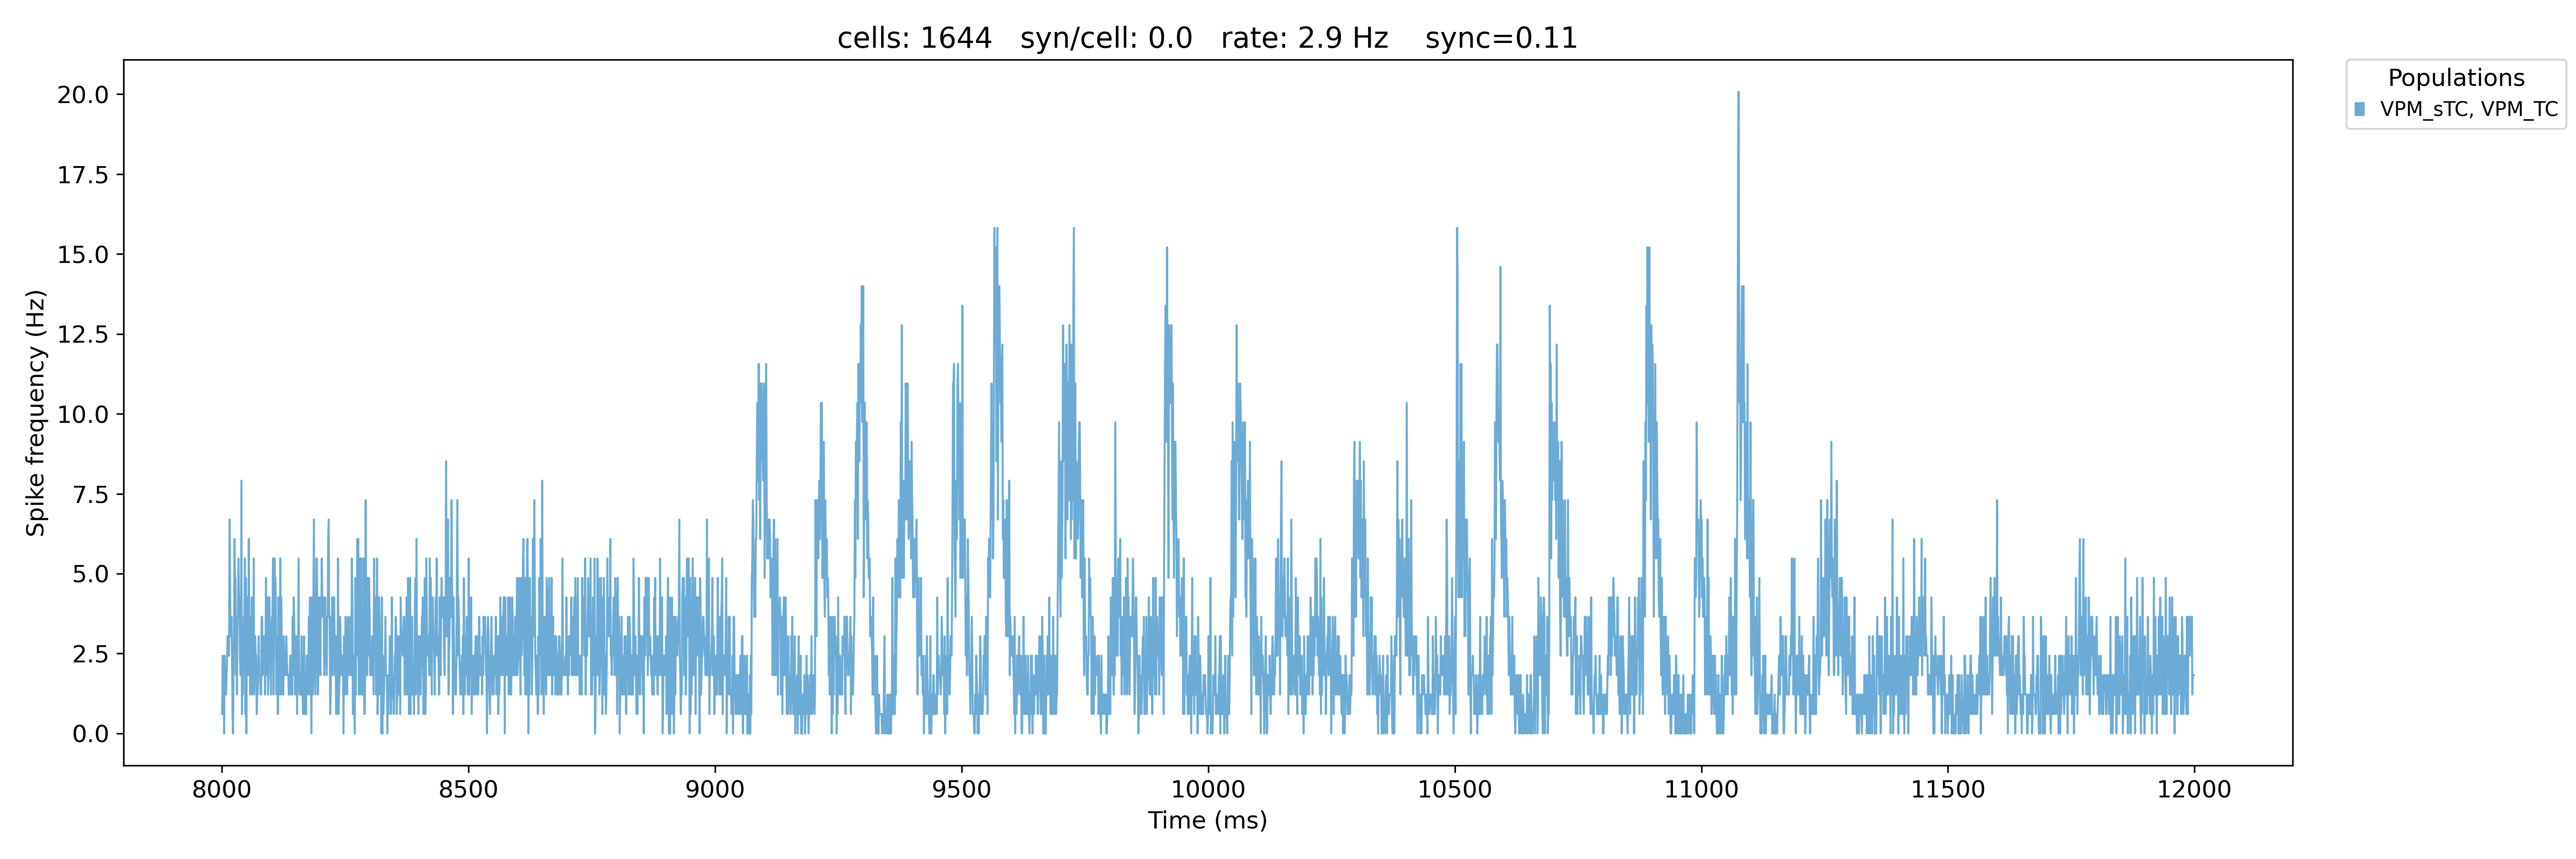 cells: 1644   syn/cell: 0.0   rate: 2.9 Hz    sync=0.11
Populations
VPM_sTC, VPM_TC
Spike frequency (Hz)
20.0
17.5
15.0
12.5
10.0
7.5
5.0
2.5
0.0
8000 8500 9000 9500 10000 10500 11000 11500 12000
Time (ms)